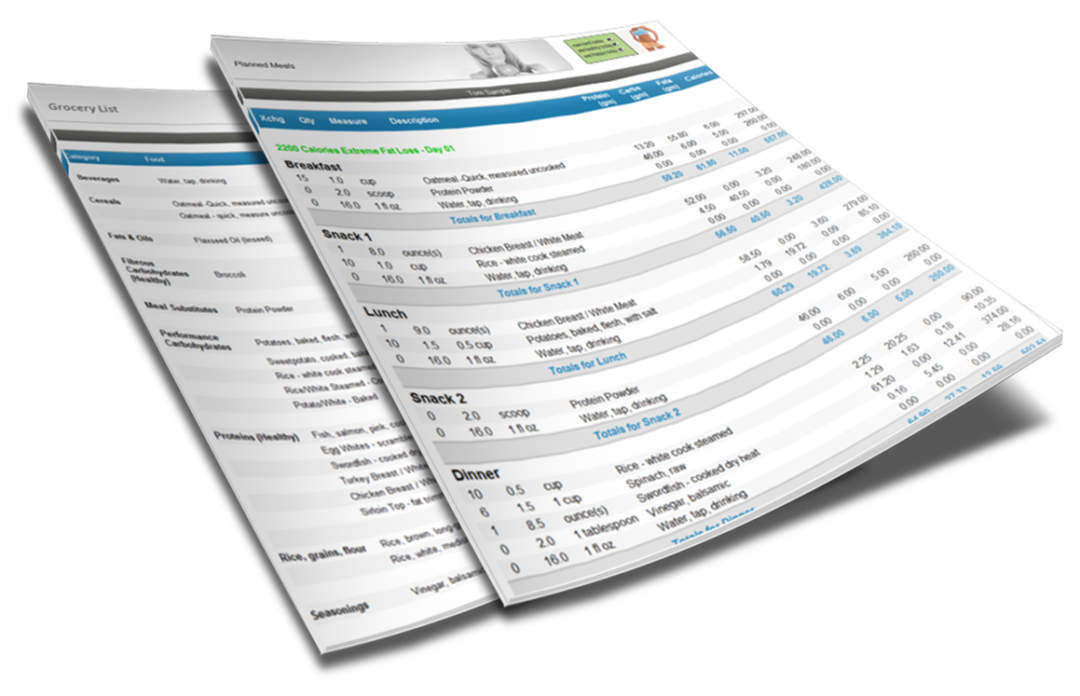 Grocery List
Category Food
Beverages Water, tap, drinking
Cereals Oatmeal -Quick, measured
Oatmeal - quick, measure
Fats & Oils Flaxseed Oil (linseed)
Fibrous
Carbohydrates
(Healthy) Broccoli
Meal Substitutes Protein Powder
Performance
Carbohydrates Potatoes, baked, flesh,
Sweetpotato, cooked,
Rice - white cook
Rice/White Steamed -
Potato/White - Baked
Proteins (Healthy) Fish, salmon, pink,
Egg Whites -
Swordfish - cooked
Turkey Breast /
Chicken Breast /
Sirloin Top - fat
Rice, grains, flour Rice, brown,
Rice, white,
Seasonings Vinegar,
Planned Meals
Tom Sample
Xchg Qty Measure Description Protein (gm) Carbs (gm) Fats (gm) Calories
2200 Calories Extreme Fat Loss - Day 01
Breakfast
15 1.0 cup Oatmeal -Quick, measured uncooked 13.20 55.80 6.00 297.00
0 2.0 scoop Protein Powder 46.00 6.00 5.00 260.00
0 16.0 1 fl oz Water, tap, drinking 0.00 0.00 0.00 0.00
Totals for Breakfast 59.20 61.80 11.00 557.00
Snack 1
1 8.0 ounce(s) Chicken Breast / White Meat 52.00 0.00 3.20 248.00
10 1.0 cup Rice - white cook steamed 4.50 40.50 0.00 180.00
0 16.0 1 fl oz Water, tap, drinking 0.00 0.00 0.00 0.00
Totals for Snack 1 56.50 40.50 3.20 428.00
Lunch
1 9.0 ounce(s) Chicken Breast / White Meat 58.50 0.00 3.60 279.00
10 1.5 0.5 cup Potatoes, baked, flesh, with salt 1.79 19.72 0.09 85.10
0 16.0 1 fl oz Water, tap, drinking 0.00 0.00 0.00 0.00
Totals for Lunch 60.29 19.72 3.69 364.10
Snack 2
0 2.0 scoop Protein Powder 46.00 6.00 5.00 260.00
0 16.0 1 fl oz Water, tap, drinking 0.00 0.00 0.00 0.00
Totals for Snack 2 46.00 6.00 5.00 260.00
Dinner
10 0.5 cup Rice - white cook steamed 2.25 20.25 0.00 90.00
6 1.5 1 cup Spinach, raw 1.29 1.63 0.18 10.35
1 8.5 ounce(s) Swordfish - cooked dry heat 61.20 0.00 12.41 374.00
0 2.0 1 tablespoon Vinegar, balsamic 0.16 5.45 0.00 28.16
0 16.0 1 fl oz Water, tap, drinking 0.00 0.00 0.00 0.00
Totals for Dinner